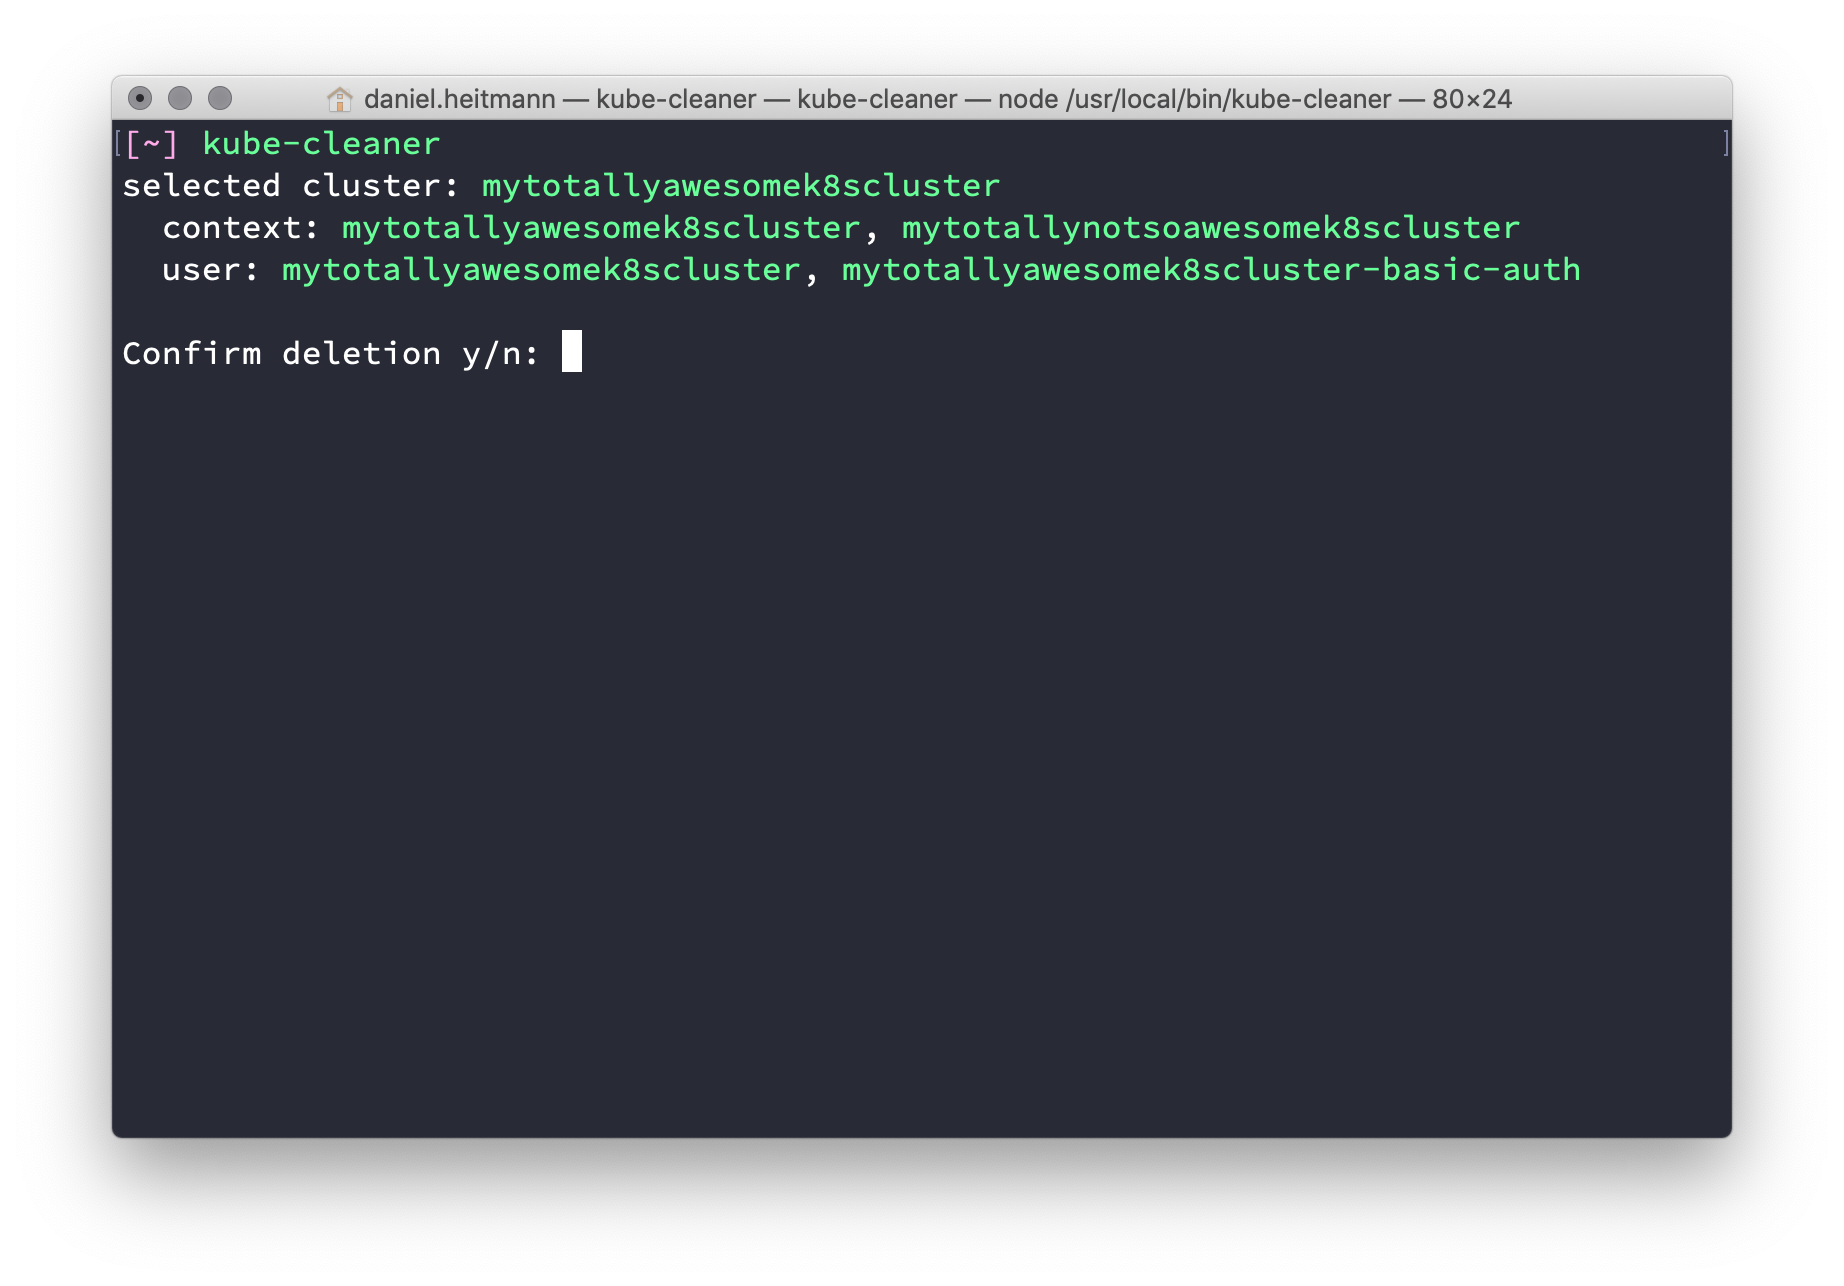 daniel.heitmann — kube-cleaner — kube-cleaner — node /usr/local/bin/kube-cleaner — 80×24
[[~] kube-cleaner ]
selected cluster: mytotallyawesomek8scluster
context: mytotallyawesomek8scluster, mytotallynotsoawesomek8scluster
user: mytotallyawesomek8scluster, mytotallyawesomek8scluster-basic-auth
Confirm deletion y/n: